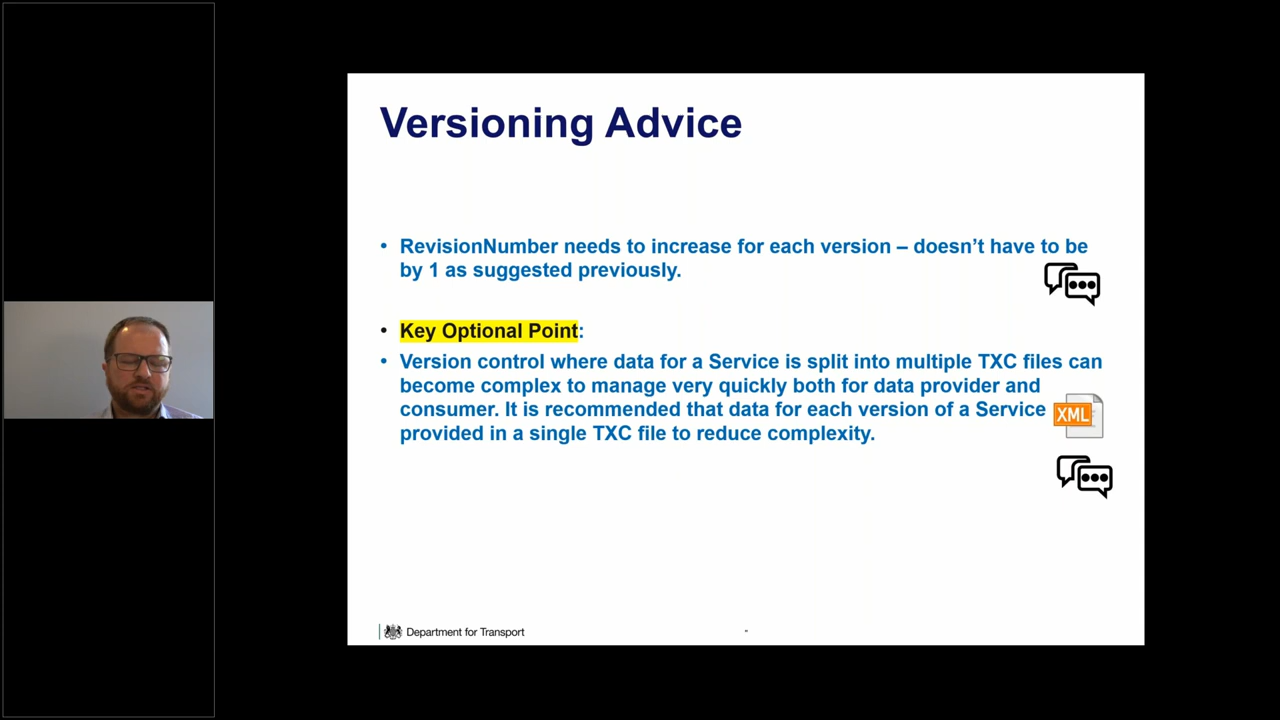 Versioning Advice
• RevisionNumber needs to increase for each version – doesn’t have to be
by 1 as suggested previously.
• Key Optional Point:
• Version control where data for a Service is split into multiple TXC files can
become complex to manage very quickly both for data provider and
consumer. It is recommended that data for each version of a Service
provided in a single TXC file to reduce complexity.
XML
Department for Transport